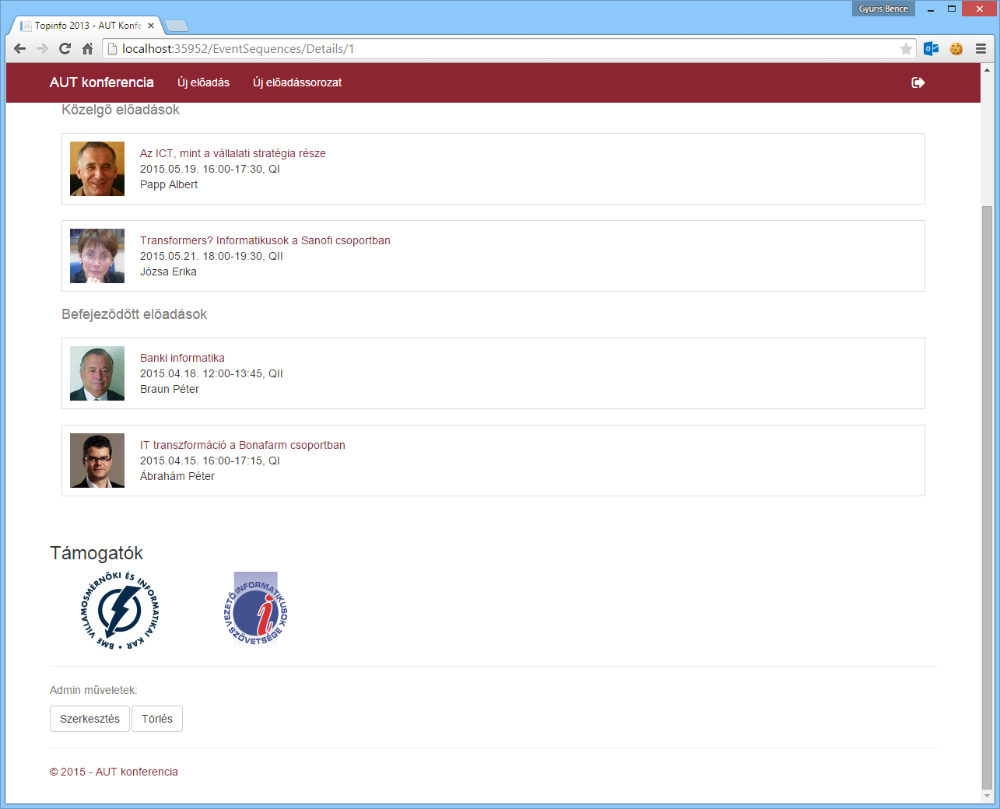 Gyuris Bence
Topinfo 2013 - AUT Konfe
localhost:35952/EventSequences/Details/1
AUT konferencia
Új előadás
Új előadássorozat
Közelgő előadások
Az ICT, mint a vállalati stratégia része
2015.05.19. 16:00-17:30, QI
Papp Albert
Transformers? Informatikusok a Sanofi csoportban
2015.05.21. 18:00-19:30, QII
Józsa Erika
Befejeződött előadások
Banki informatika
2015.04.18. 12:00-13:45, QII
Braun Péter
IT transzformáció a Bonafarm csoportban
2015.04.15. 16:00-17:15, QI
Ábrahám Péter
Támogatók
BME VILLAMOSMÉRNÖKI ÉS INFORMATIKAI KAR •
VEZETŐ INFORMATIKUSOK SZÖVETSÉGE
i
Admin műveletek:
Szerkesztés
Törlés
© 2015 - AUT konferencia